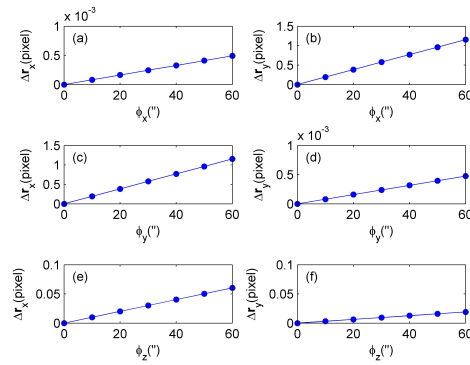 1 x 10⁻³
(a)
1
0.5
0
Δr_x(pixel)
0 20 40 60
ϕ_x('')
(b)
1.5
1
0.5
0
Δr_y(pixel)
0 20 40 60
ϕ_x('')
(c)
1.5
1
0.5
0
Δr_x(pixel)
0 20 40 60
ϕ_y('')
1 x 10⁻³
(d)
0.5
0
Δr_y(pixel)
0 20 40 60
ϕ_y('')
(e)
0.1
0.05
0
Δr_x(pixel)
0 20 40 60
ϕ_z('')
(f)
0.1
0.05
0
Δr_y(pixel)
0 20 40 60
ϕ_z('')